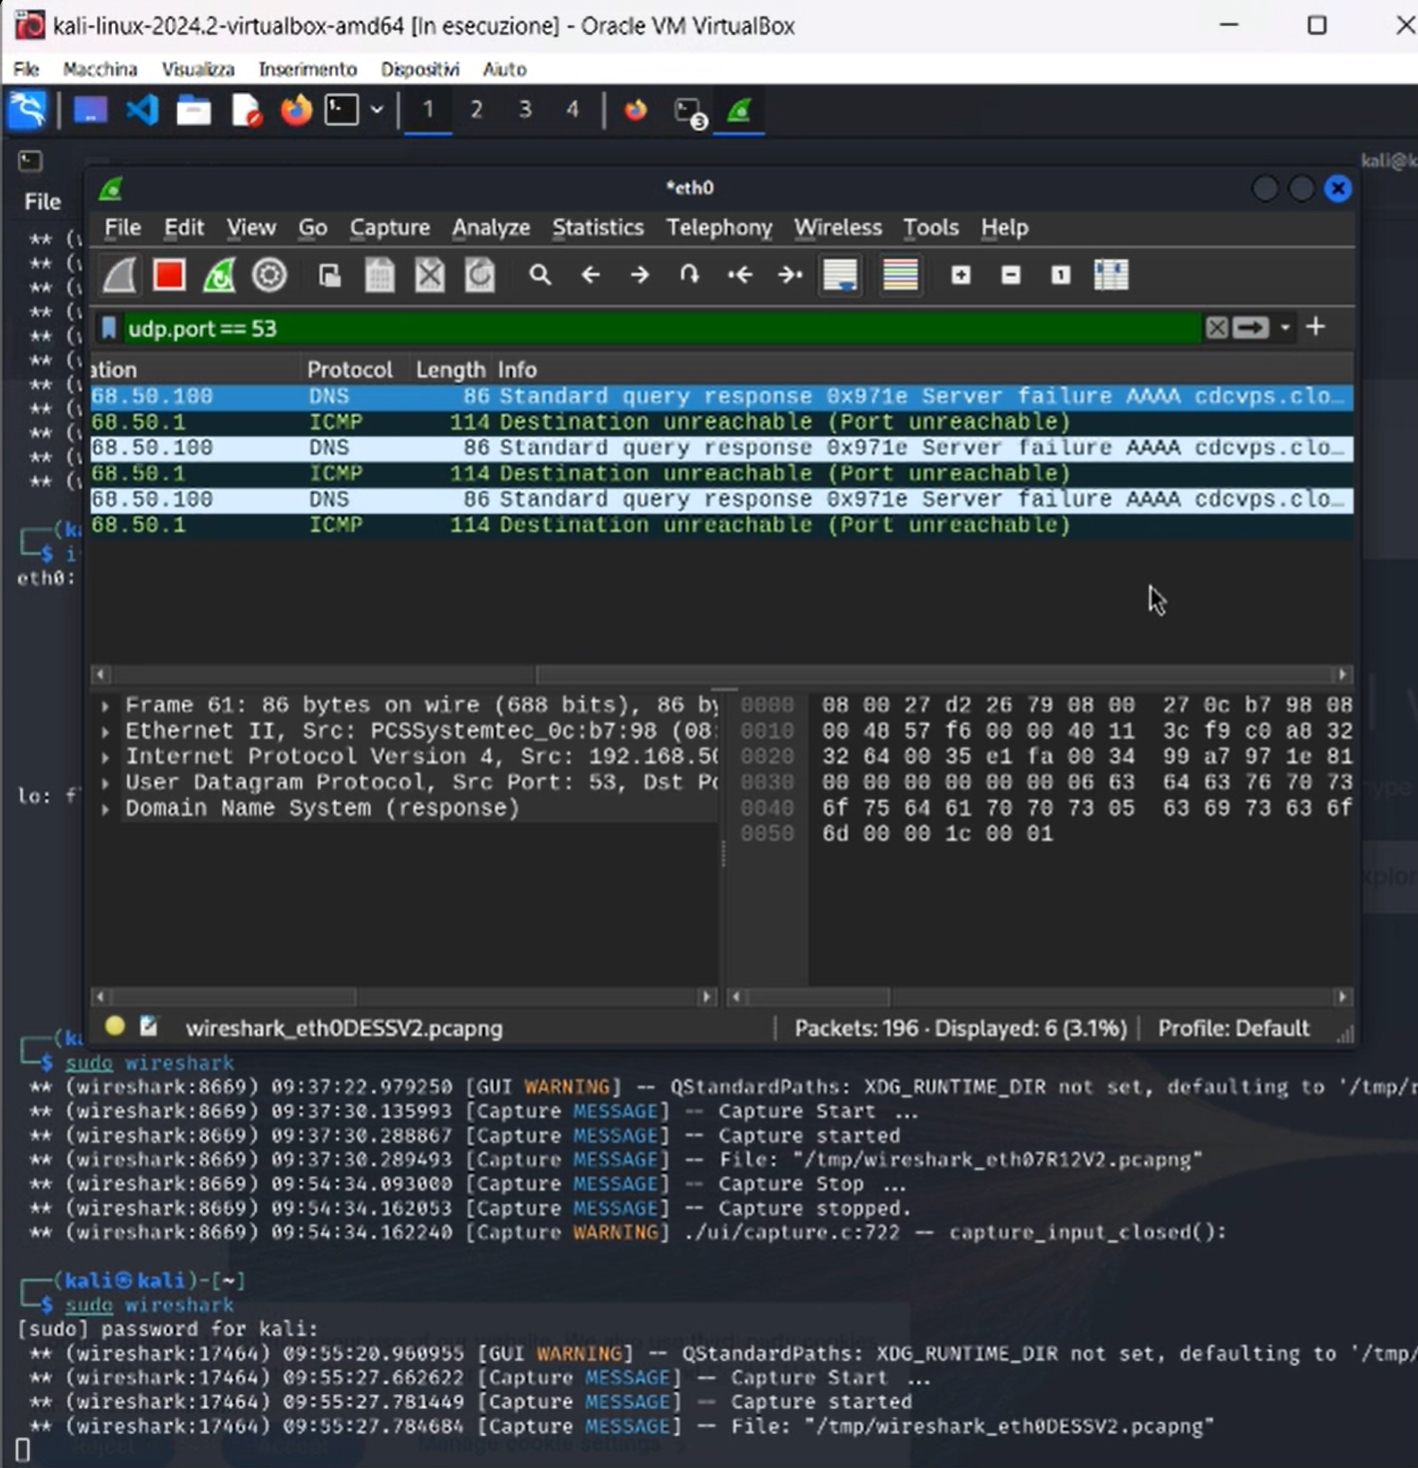 kali-linux-2024.2-virtualbox-amd64 [In esecuzione] - Oracle VM VirtualBox
File Macchina Visualizza Inserimento Dispositivi Aiuto
1 2 3 4 3
kali@k
*eth0
File
File Edit View Go Capture Analyze Statistics Telephony Wireless Tools Help
udp.port == 53
ation Protocol Length Info
68.50.100 DNS 86 Standard query response 0x971e Server failure AAAA cdcvps.clo…
68.50.1 ICMP 114 Destination unreachable (Port unreachable)
68.50.100 DNS 86 Standard query response 0x971e Server failure AAAA cdcvps.clo…
68.50.1 ICMP 114 Destination unreachable (Port unreachable)
68.50.100 DNS 86 Standard query response 0x971e Server failure AAAA cdcvps.clo…
68.50.1 ICMP 114 Destination unreachable (Port unreachable)
$ i
eth0:
lo: f
Frame 61: 86 bytes on wire (688 bits), 86 by
Ethernet II, Src: PCSSystemtec_0c:b7:98 (08:
Internet Protocol Version 4, Src: 192.168.50
User Datagram Protocol, Src Port: 53, Dst Po
Domain Name System (response)
0000 08 00 27 d2 26 79 08 00 27 0c b7 98 08
0010 00 48 57 f6 00 00 40 11 3c f9 c0 a8 32
0020 32 64 00 35 e1 fa 00 34 99 a7 97 1e 81
0030 00 00 00 00 00 00 06 63 64 63 76 70 73
0040 6f 75 64 61 70 70 73 05 63 69 73 63 6f
0050 6d 00 00 1c 00 01
wireshark_eth0DESSV2.pcapng Packets: 196 · Displayed: 6 (3.1%) Profile: Default
$ sudo wireshark
** (wireshark:8669) 09:37:22.979250 [GUI WARNING] -- QStandardPaths: XDG_RUNTIME_DIR not set, defaulting to '/tmp/r
** (wireshark:8669) 09:37:30.135993 [Capture MESSAGE] -- Capture Start ...
** (wireshark:8669) 09:37:30.288867 [Capture MESSAGE] -- Capture started
** (wireshark:8669) 09:37:30.289493 [Capture MESSAGE] -- File: "/tmp/wireshark_eth07R12V2.pcapng"
** (wireshark:8669) 09:54:34.093000 [Capture MESSAGE] -- Capture Stop ...
** (wireshark:8669) 09:54:34.162053 [Capture MESSAGE] -- Capture stopped.
** (wireshark:8669) 09:54:34.162240 [Capture WARNING] ./ui/capture.c:722 -- capture_input_closed():
(kali㉿kali)-[~]
$ sudo wireshark
[sudo] password for kali:
** (wireshark:17464) 09:55:20.960955 [GUI WARNING] -- QStandardPaths: XDG_RUNTIME_DIR not set, defaulting to '/tmp/
** (wireshark:17464) 09:55:27.662622 [Capture MESSAGE] -- Capture Start ...
** (wireshark:17464) 09:55:27.781449 [Capture MESSAGE] -- Capture started
** (wireshark:17464) 09:55:27.784684 [Capture MESSAGE] -- File: "/tmp/wireshark_eth0DESSV2.pcapng"